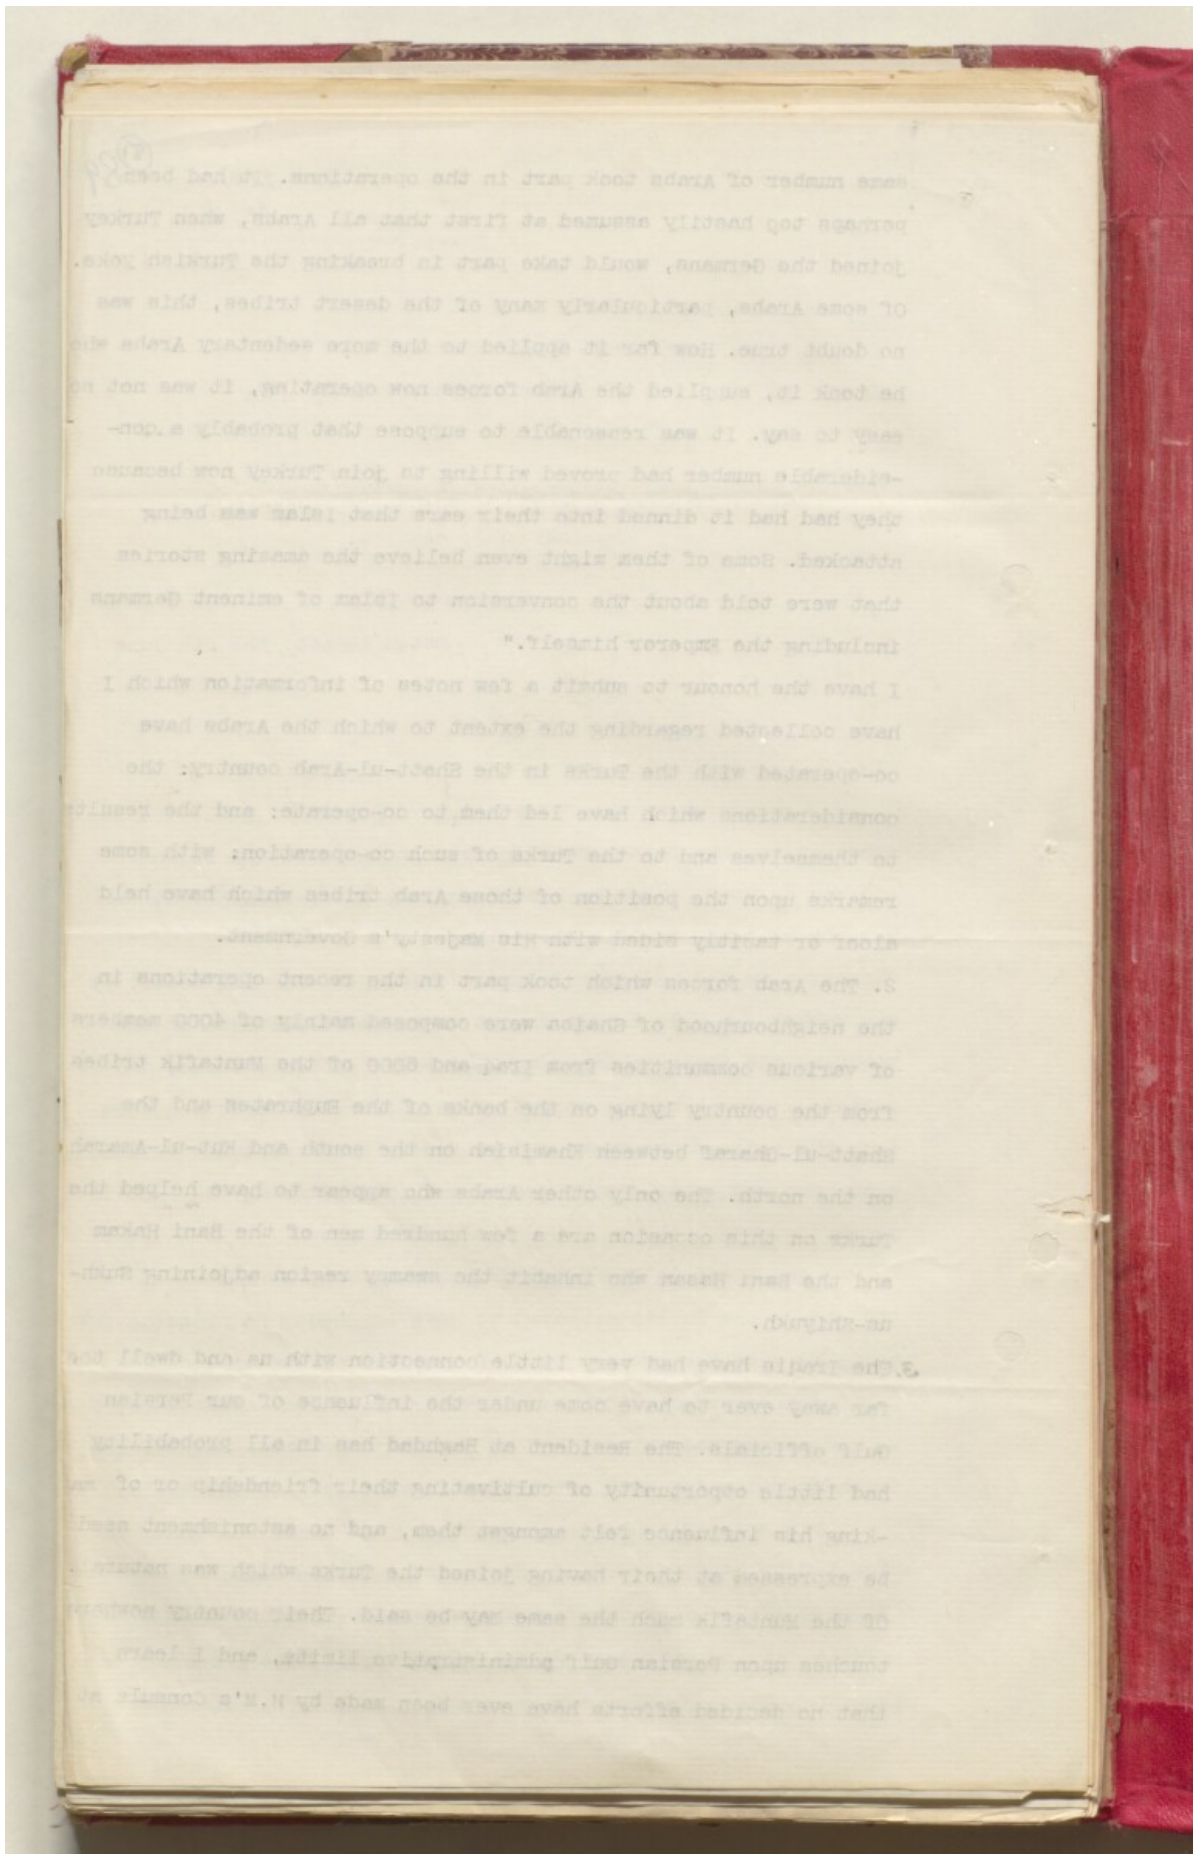 same number of Arabs took part in the operations. It had been
perhaps too hastily assumed at first that all Arabs, when Turkey
joined the Germans, would take part in breaking the Turkish yoke.
Of some Arabs, particularly many of the desert tribes, this was
no doubt true. How far it applied to the more sedentary Arabs who
he took it, supplied the Arab forces now operating, it was not so
easy to say. It was reasonable to suppose that probably a con-
-siderable number had proved willing to join Turkey now because
they had had it dinned into their ears that Islam was being
attacked. Some of them might even believe the amazing stories
that were told about the conversion to Islam of eminent Germans
including the Emperor himself."
I have the honour to submit a few notes of information which I
have collected regarding the extent to which the Arabs have
co-operated with the Turks in the Shatt-ul-Arab country: the
considerations which have led them to co-operate: and the results
to themselves and to the Turks of such co-operation: with some
remarks upon the position of those Arab tribes which have held
aloof or tacitly sided with His Majesty's Government.
2. The Arab forces which took part in the recent operations in
the neighbourhood of Shaiba were composed mainly of 4000 members
of various communities from Iraq and 6000 of the Muntafik tribes
from the country lying on the banks of the Euphrates and the
Shatt-ul-Gharaf between Khamisieh on the south and Kut-ul-Amarah
on the north. The only other Arabs who appear to have helped the
Turks on this occasion are a few hundred men of the Bani Hakam
and the Bani Hasan who inhabit the swampy region adjoining Sukh-
un-Shiyukh.
3. The Iraqis have had very little connection with us and dwell too
far away ever to have come under the influence of our Persian
Gulf officials. The Resident at Baghdad has in all probability
had little opportunity of cultivating their friendship or of ma
-king his influence felt amongst them, and no astonishment need
be expressed at their having joined the Turks which was natural
Of the Muntafik much the same may be said. Their country nowhere
touches upon Persian Gulf administrative limits, and I learn
that no decided efforts have ever been made by H.M's Consuls at